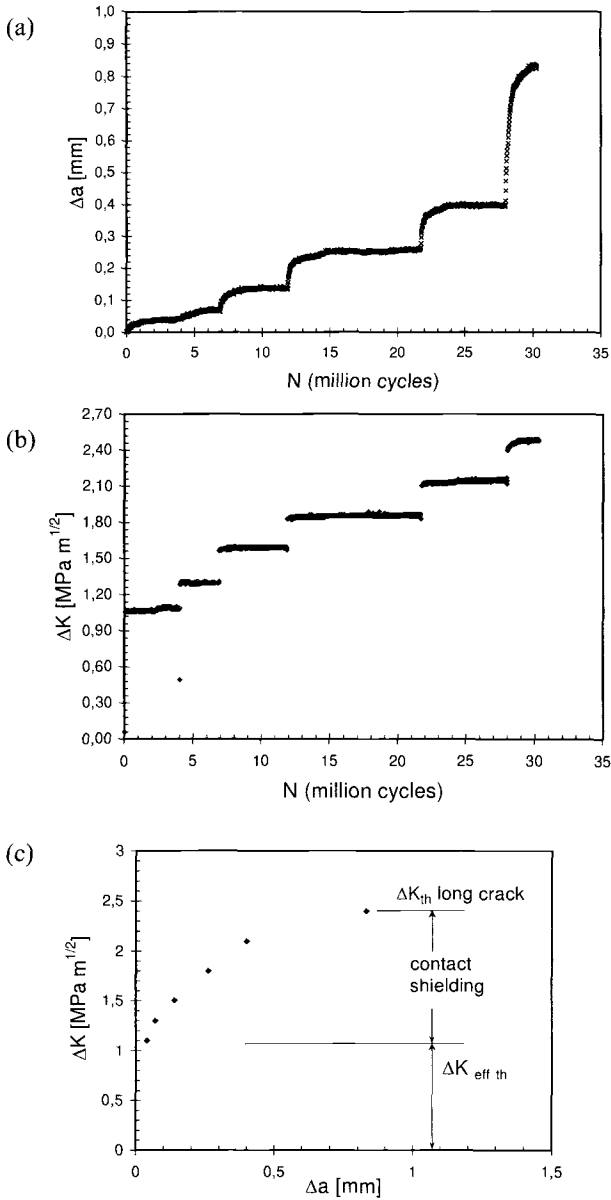 (a)
1,0
0,9
0,8
0,7
0,6
0,5
0,4
0,3
0,2
0,1
0,0
Δa [mm]
0 5 10 15 20 25 30 35
N (million cycles)
(b)
2,70
2,40
2,10
1,80
1,50
1,20
0,90
0,60
0,30
0,00
ΔK [MPa m^1/2]
0 5 10 15 20 25 30 35
N (million cycles)
(c)
3
2,5
2
1,5
1
0,5
0
ΔK [MPa m^1/2]
ΔK_th long crack
contact
shielding
ΔK_eff th
0 0,5 1 1,5
Δa [mm]